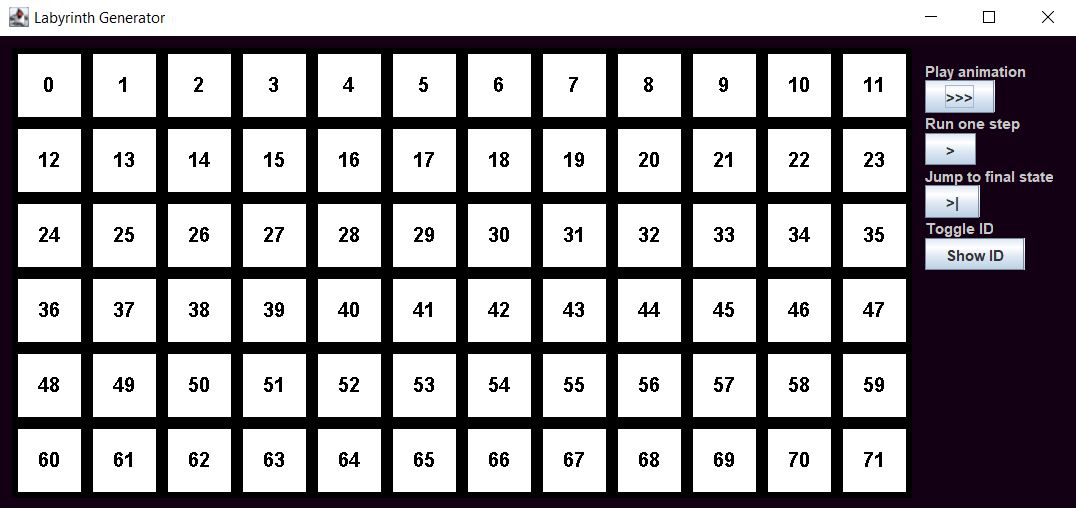 Labyrinth Generator
0 1 2 3 4 5 6 7 8 9 10 11
12 13 14 15 16 17 18 19 20 21 22 23
24 25 26 27 28 29 30 31 32 33 34 35
36 37 38 39 40 41 42 43 44 45 46 47
48 49 50 51 52 53 54 55 56 57 58 59
60 61 62 63 64 65 66 67 68 69 70 71
Play animation
>>>
Run one step
>
Jump to final state
>|
Toggle ID
Show ID